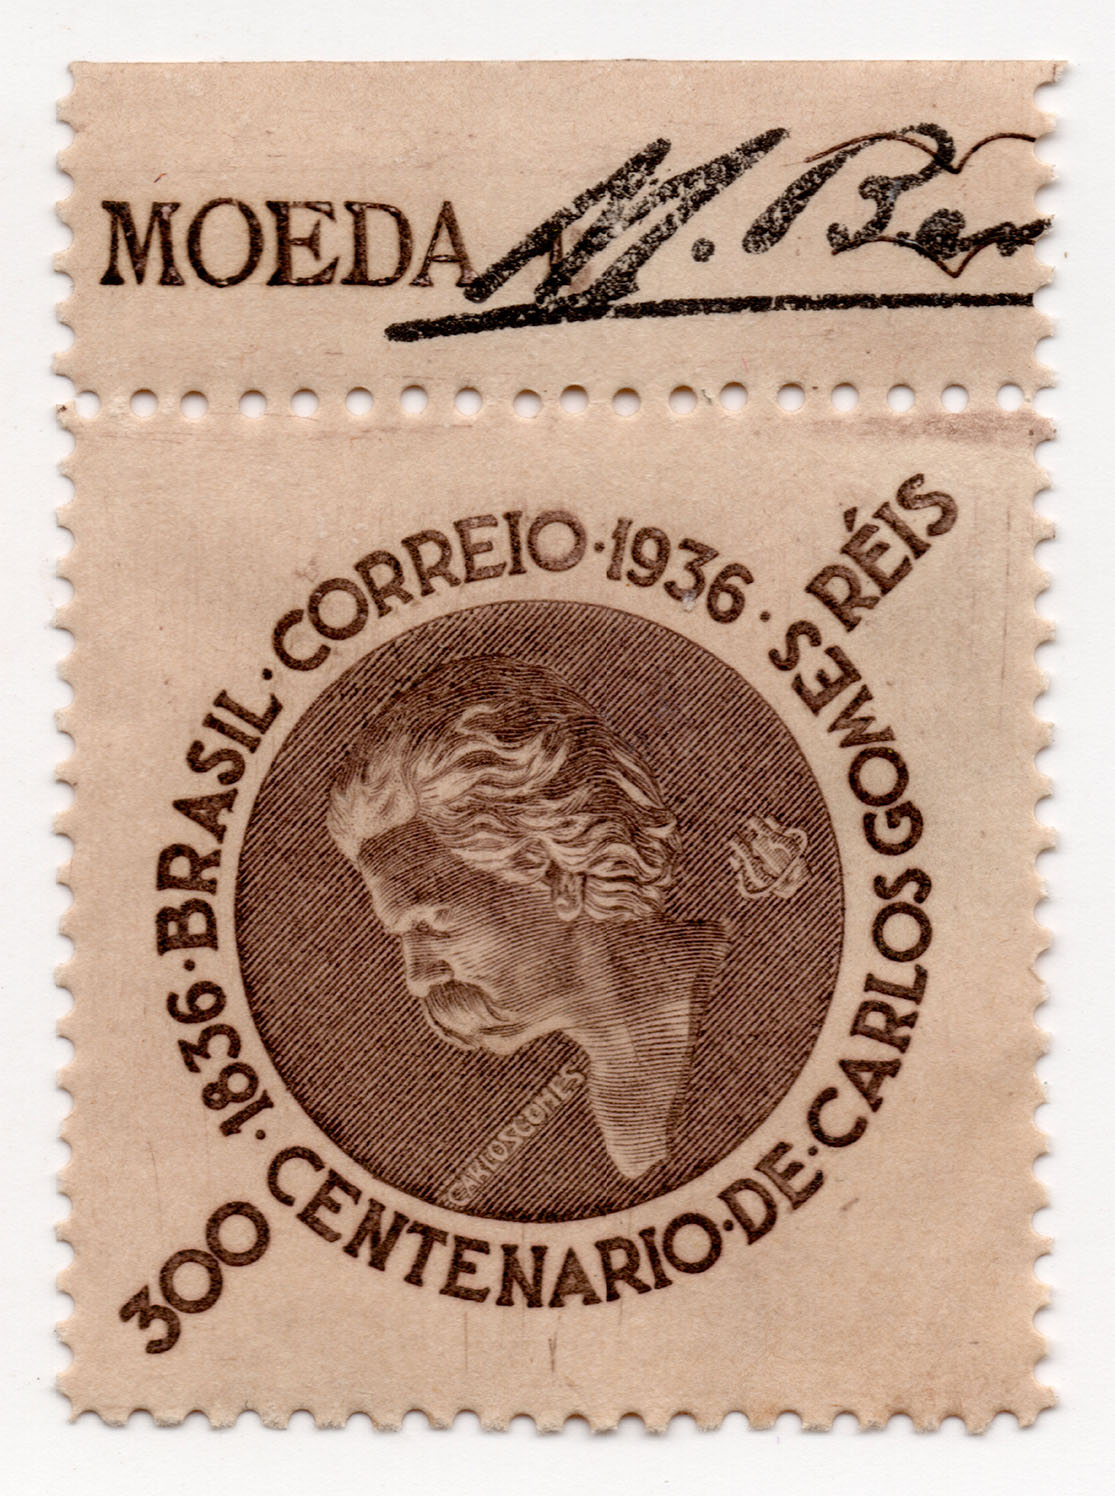 MOEDA
BRASIL · CORREIO · 1936 ·
1836 · CENTENARIO · DE · CARLOS GOMES
300 RÉIS
CARLOS GOMES